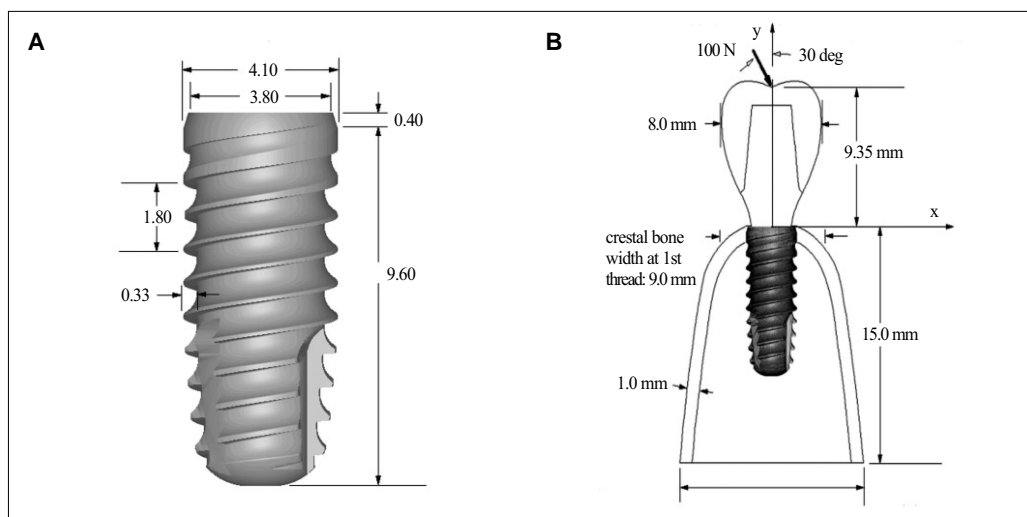 A
4.10
3.80
0.40
1.80
9.60
0.33
B
y
100 N
30 deg
8.0 mm
9.35 mm
x
crestal bone
width at 1st
thread: 9.0 mm
15.0 mm
1.0 mm